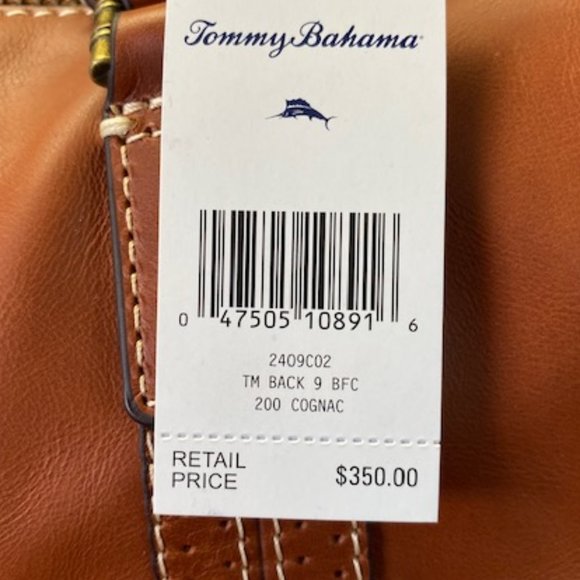 Tommy Bahama
0 47505 10891 6
2409C02
TM BACK 9 BFC
200 COGNAC
RETAIL
PRICE $350.00